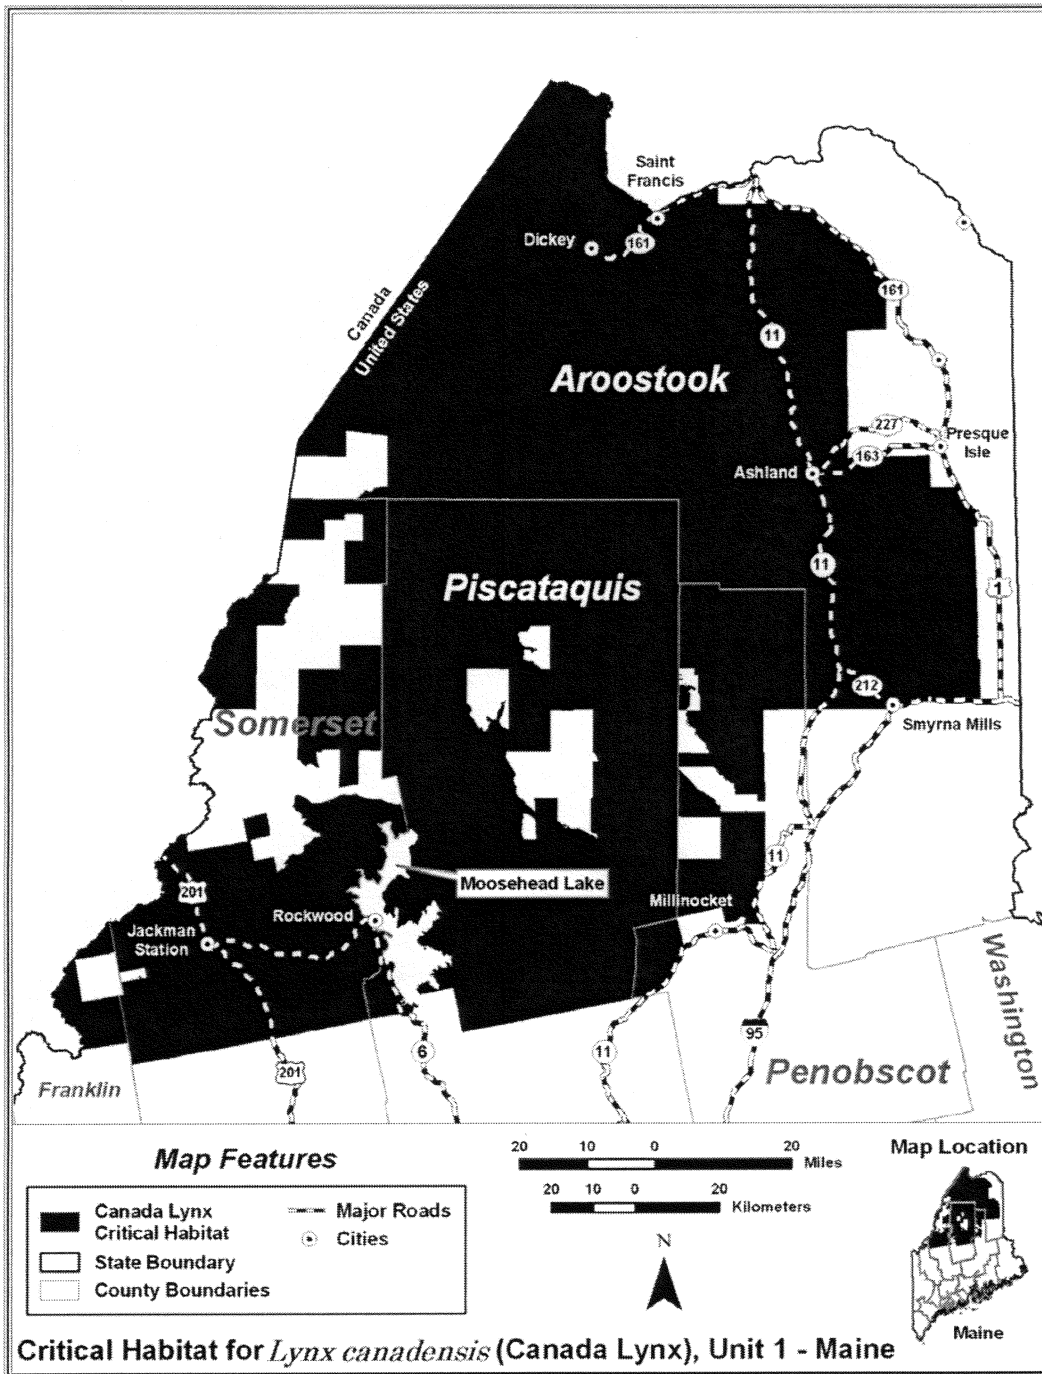 Saint
Francis
Dickey
161
161
Canada
United States
11
Aroostook
227
Presque
Isle
163
Ashland
11
Piscataquis
1
212
Somerset
Smyrna Mills
11
Moosehead Lake
201
Millinocket
Rockwood
Jackman
Station
Washington
95
6
11
201
Penobscot
Franklin
Map Features
Canada Lynx
Critical Habitat
State Boundary
County Boundaries
Major Roads
Cities
20 10 0 20
Miles
20 10 0 20
Kilometers
N
Map Location
Maine
Critical Habitat for Lynx canadensis (Canada Lynx), Unit 1 - Maine